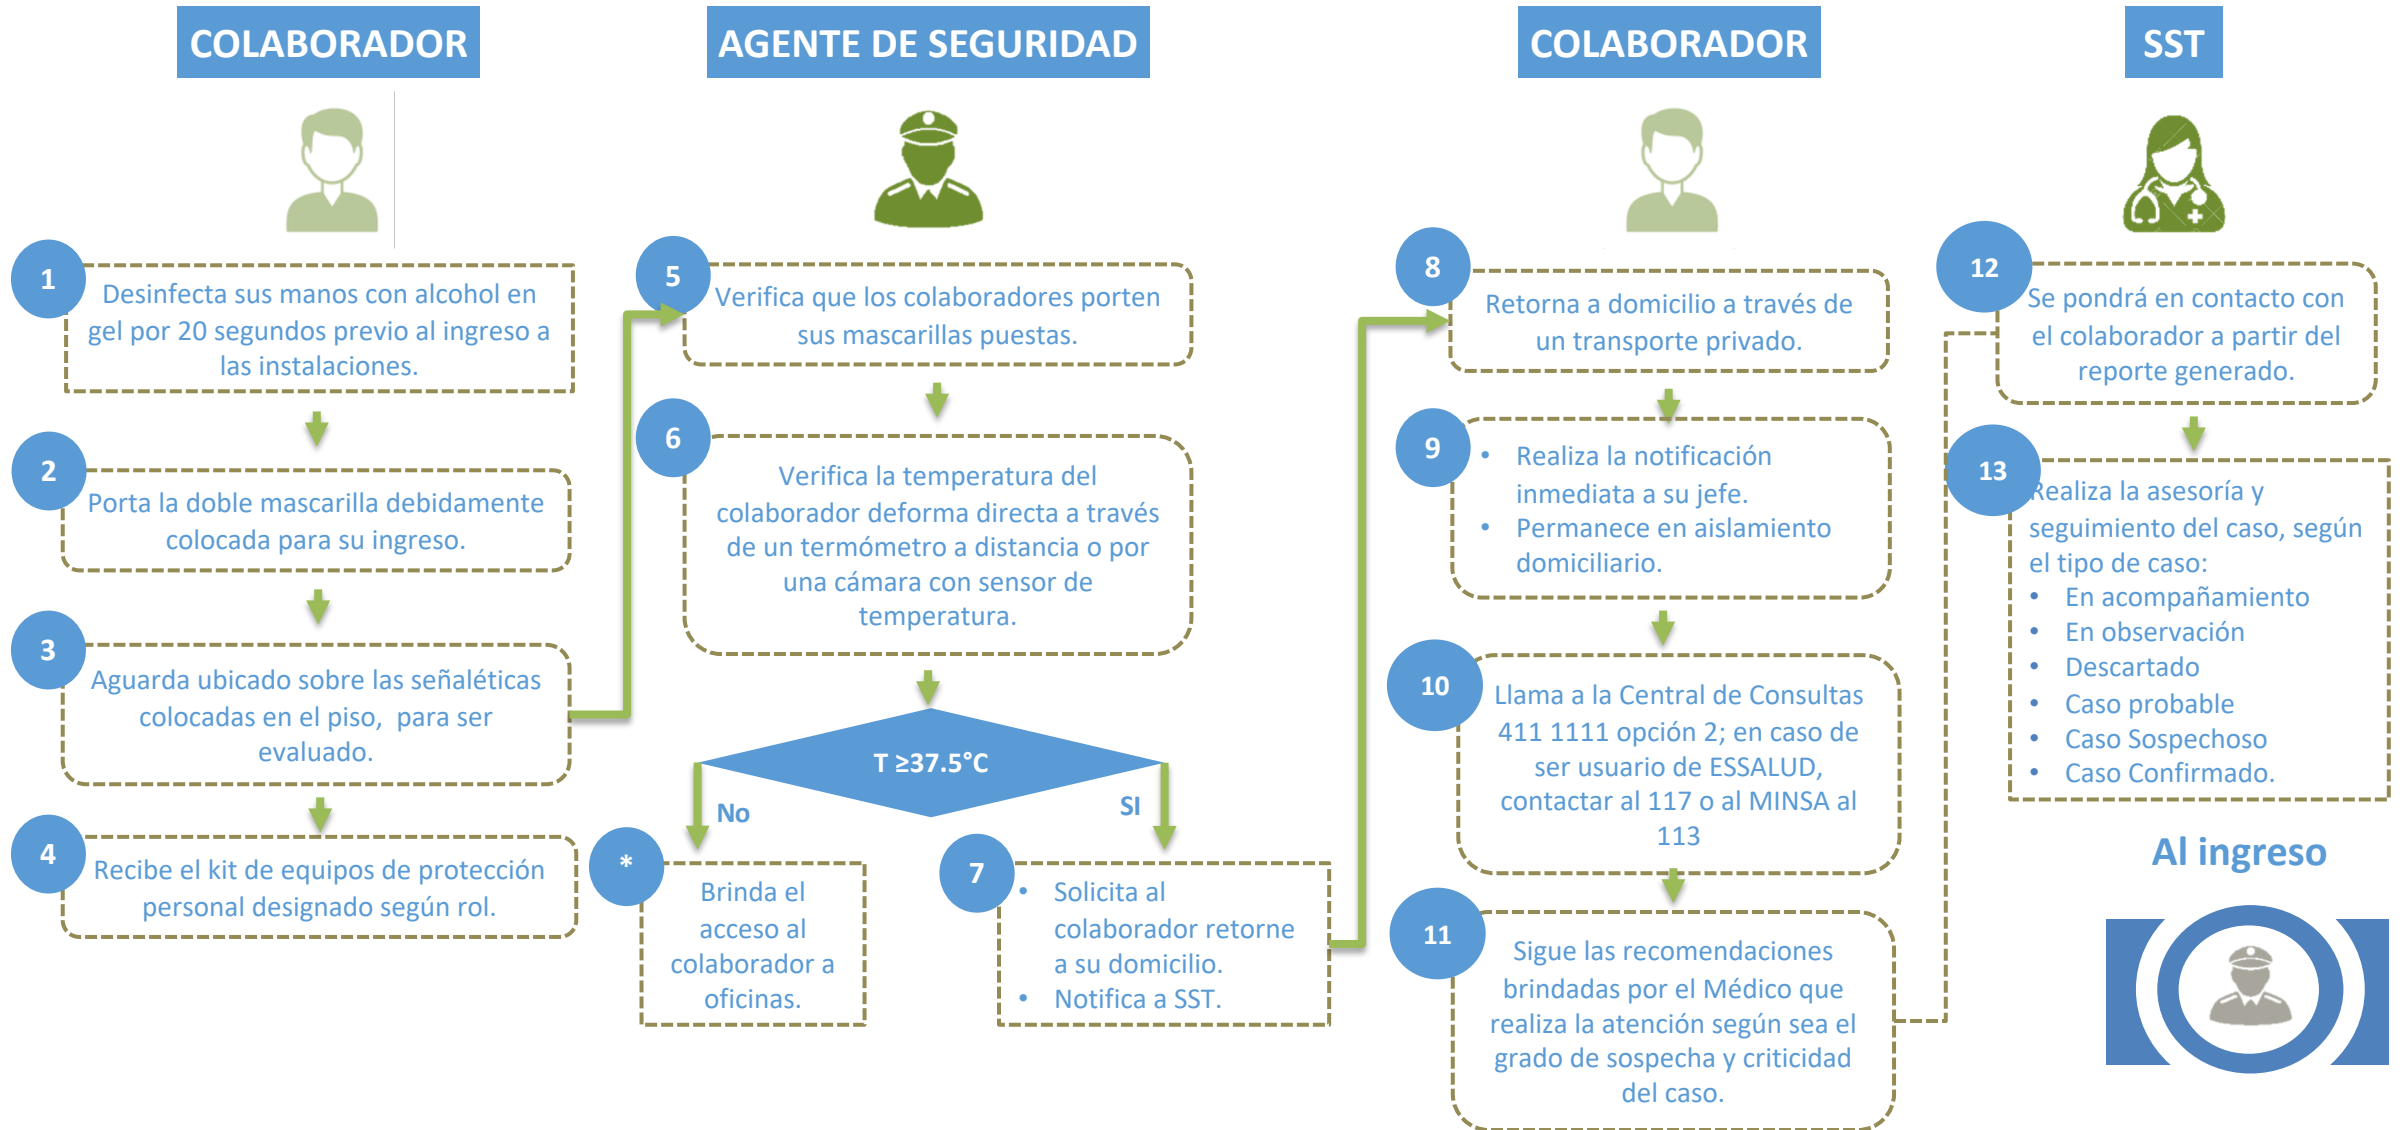 COLABORADOR
1
Desinfecta sus manos con alcohol en
gel por 20 segundos previo al ingreso a
las instalaciones.
2
Porta la doble mascarilla debidamente
colocada para su ingreso.
3
Aguarda ubicado sobre las señaléticas
colocadas en el piso, para ser
evaluado.
4
Recibe el kit de equipos de protección
personal designado según rol.
AGENTE DE SEGURIDAD
5
Verifica que los colaboradores porten
sus mascarillas puestas.
6
Verifica la temperatura del
colaborador deforma directa a través
de un termómetro a distancia o por
una cámara con sensor de
temperatura.
T ≥37.5°C
No
SI
*
Brinda el
acceso al
colaborador a
oficinas.
7
• Solicita al
colaborador retorne
a su domicilio.
• Notifica a SST.
COLABORADOR
8
Retorna a domicilio a través de
un transporte privado.
9
• Realiza la notificación
inmediata a su jefe.
• Permanece en aislamiento
domiciliario.
10
Llama a la Central de Consultas
411 1111 opción 2; en caso de
ser usuario de ESSALUD,
contactar al 117 o al MINSA al
113
11
Sigue las recomendaciones
brindadas por el Médico que
realiza la atención según sea el
grado de sospecha y criticidad
del caso.
SST
12
Se pondrá en contacto con
el colaborador a partir del
reporte generado.
13
Realiza la asesoría y
seguimiento del caso, según
el tipo de caso:
• En acompañamiento
• En observación
• Descartado
• Caso probable
• Caso Sospechoso
• Caso Confirmado.
Al ingreso